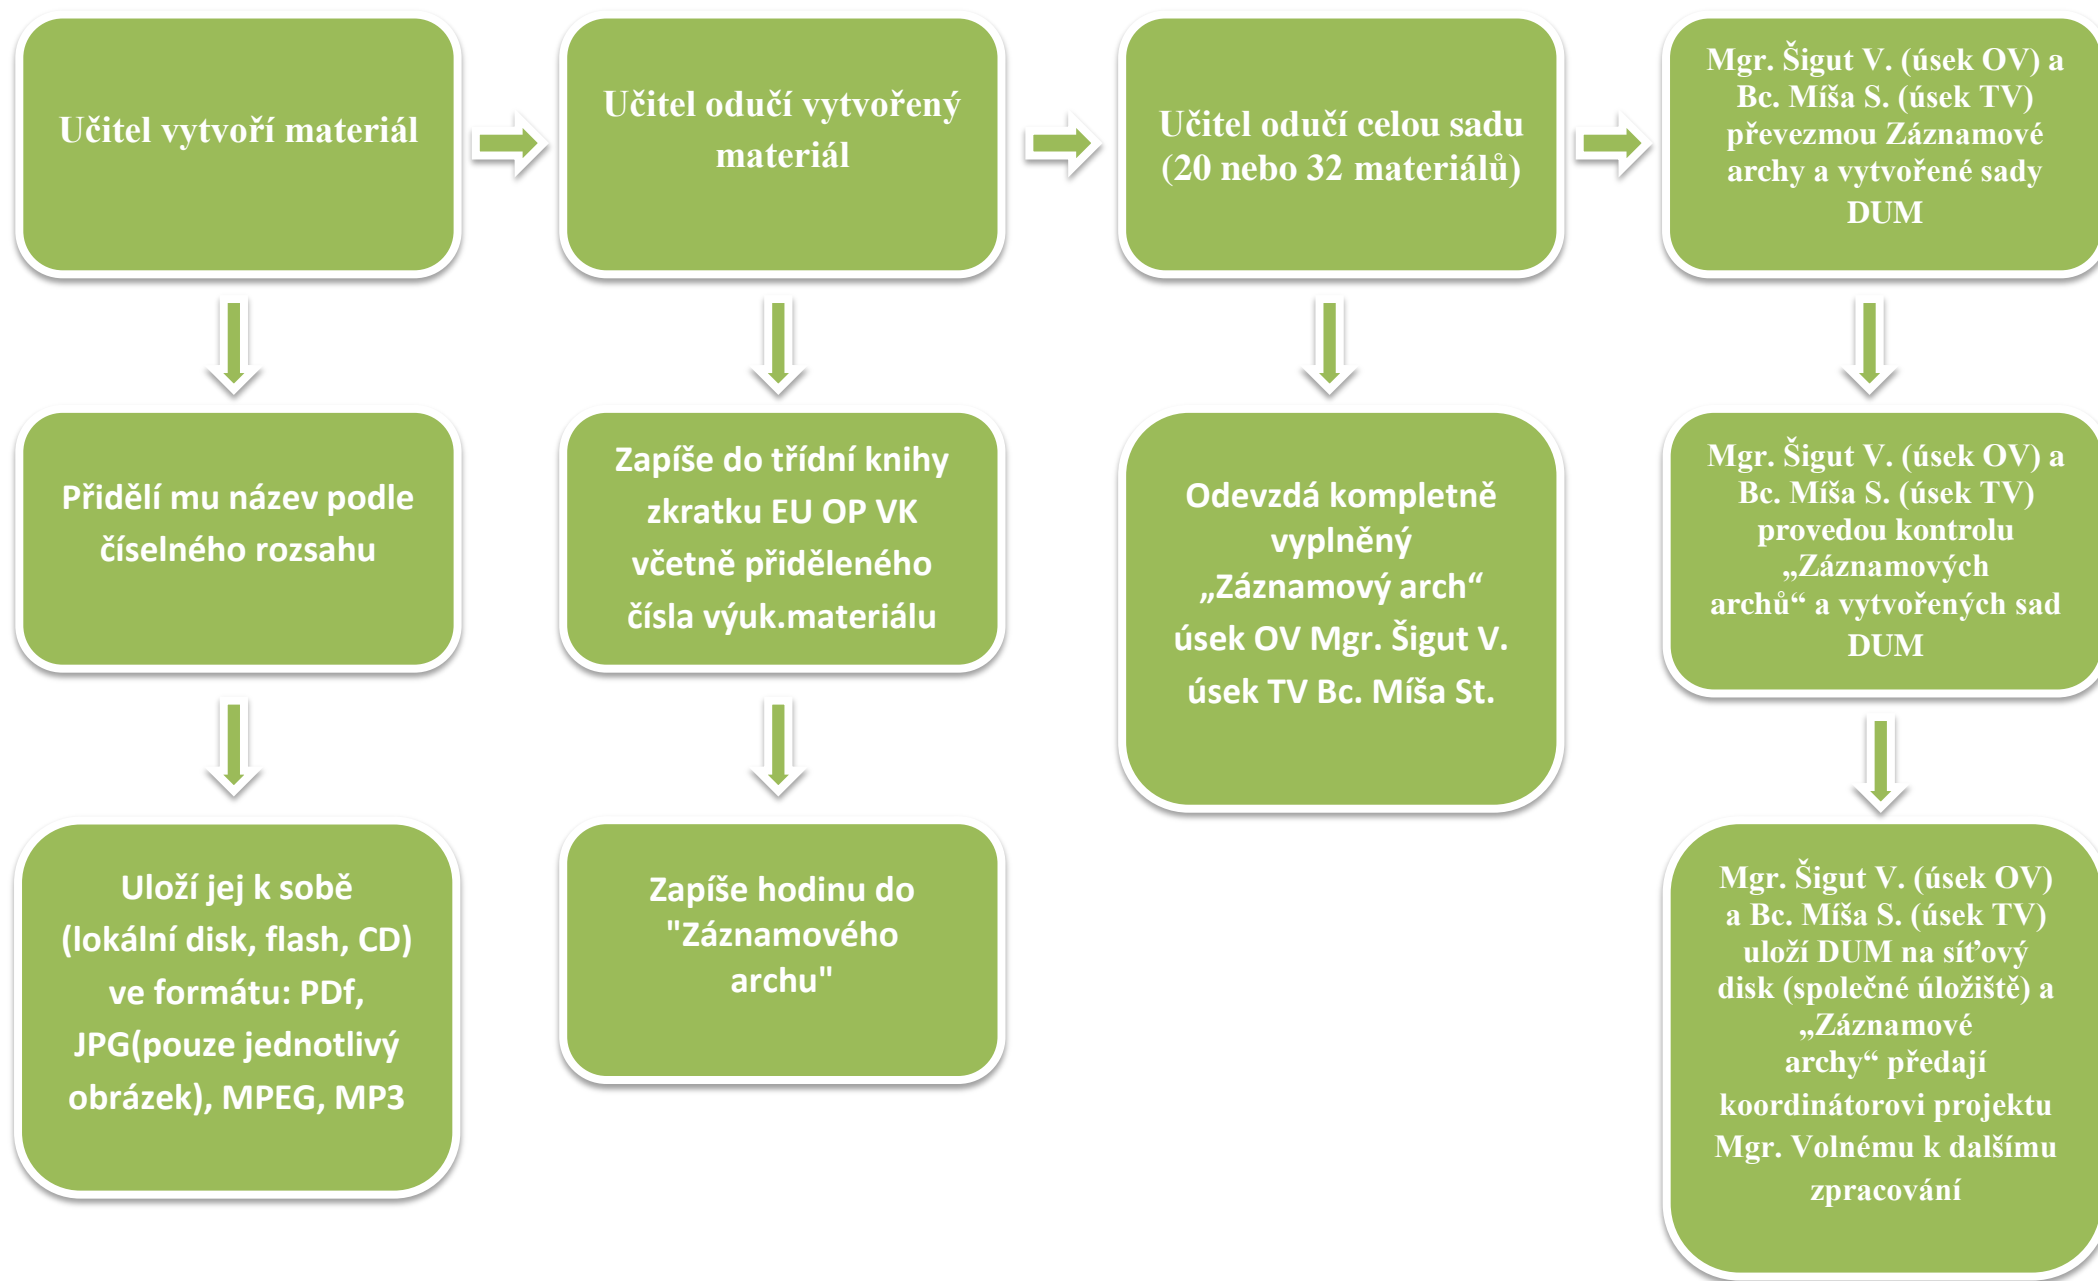 Učitel vytvoří materiál
Učitel odučí vytvořený
materiál
Učitel odučí celou sadu
(20 nebo 32 materiálů)
Mgr. Šigut V. (úsek OV) a
Bc. Míša S. (úsek TV)
převezmou Záznamové
archy a vytvořené sady
DUM
Přidělí mu název podle
číselného rozsahu
Zapíše do třídní knihy
zkratku EU OP VK
včetně přiděleného
čísla výuk.materiálu
Odevzdá kompletně
vyplněný
„Záznamový arch“
úsek OV Mgr. Šigut V.
úsek TV Bc. Míša St.
Mgr. Šigut V. (úsek OV) a
Bc. Míša S. (úsek TV)
provedou kontrolu
„Záznamových
archů“ a vytvořených sad
DUM
Uloží jej k sobě
(lokální disk, flash, CD)
ve formátu: PDf,
JPG(pouze jednotlivý
obrázek), MPEG, MP3
Zapíše hodinu do
"Záznamového
archu"
Mgr. Šigut V. (úsek OV)
a Bc. Míša S. (úsek TV)
uloží DUM na síťový
disk (společné úložiště) a
„Záznamové
archy“ předají
koordinátorovi projektu
Mgr. Volnému k dalšímu
zpracování